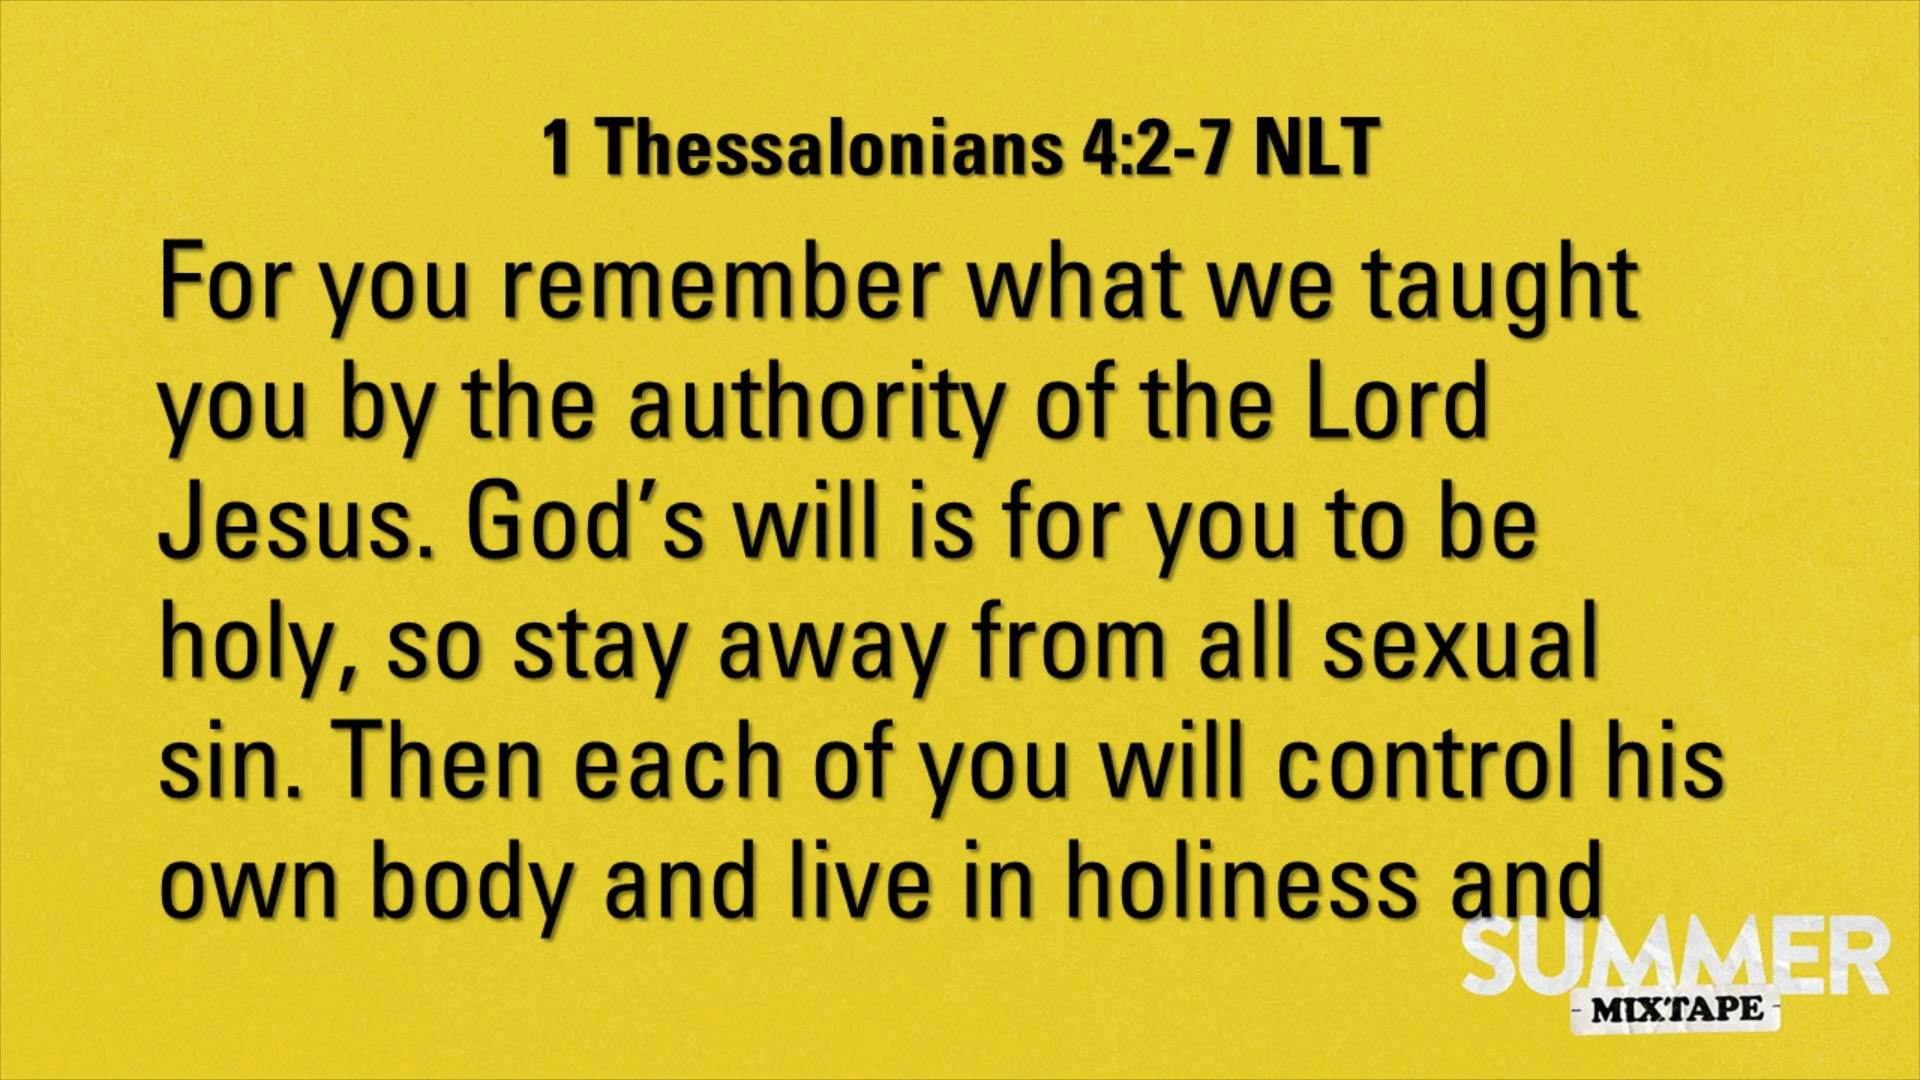 1 Thessalonians 4:2-7 NLT
For you remember what we taught
you by the authority of the Lord
Jesus. God’s will is for you to be
holy, so stay away from all sexual
sin. Then each of you will control his
own body and live in holiness and
SUMMER
- MIXTAPE -